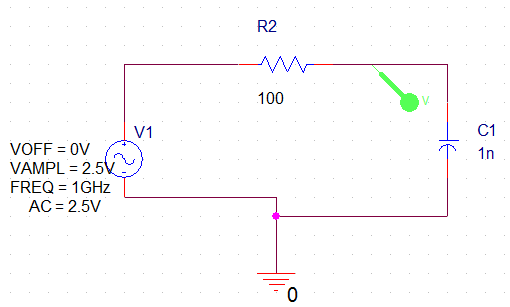 R2
100
V
V1
VOFF = 0V
VAMPL = 2.5V
FREQ = 1GHz
AC = 2.5V
C1
1n
0